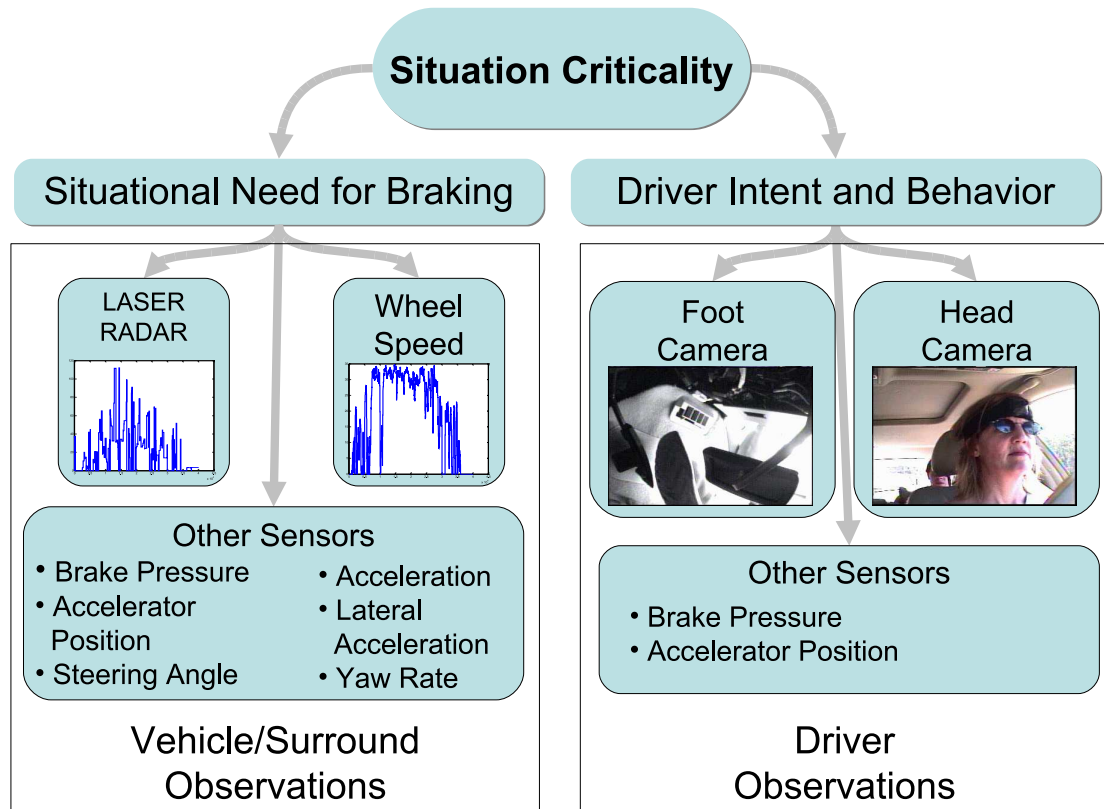 Situation Criticality
Situational Need for Braking
Driver Intent and Behavior
LASER
RADAR
Wheel
Speed
Foot
Camera
Head
Camera
Other Sensors
• Brake Pressure
• Accelerator
Position
• Steering Angle
• Acceleration
• Lateral
Acceleration
• Yaw Rate
Other Sensors
• Brake Pressure
• Accelerator Position
Vehicle/Surround
Observations
Driver
Observations